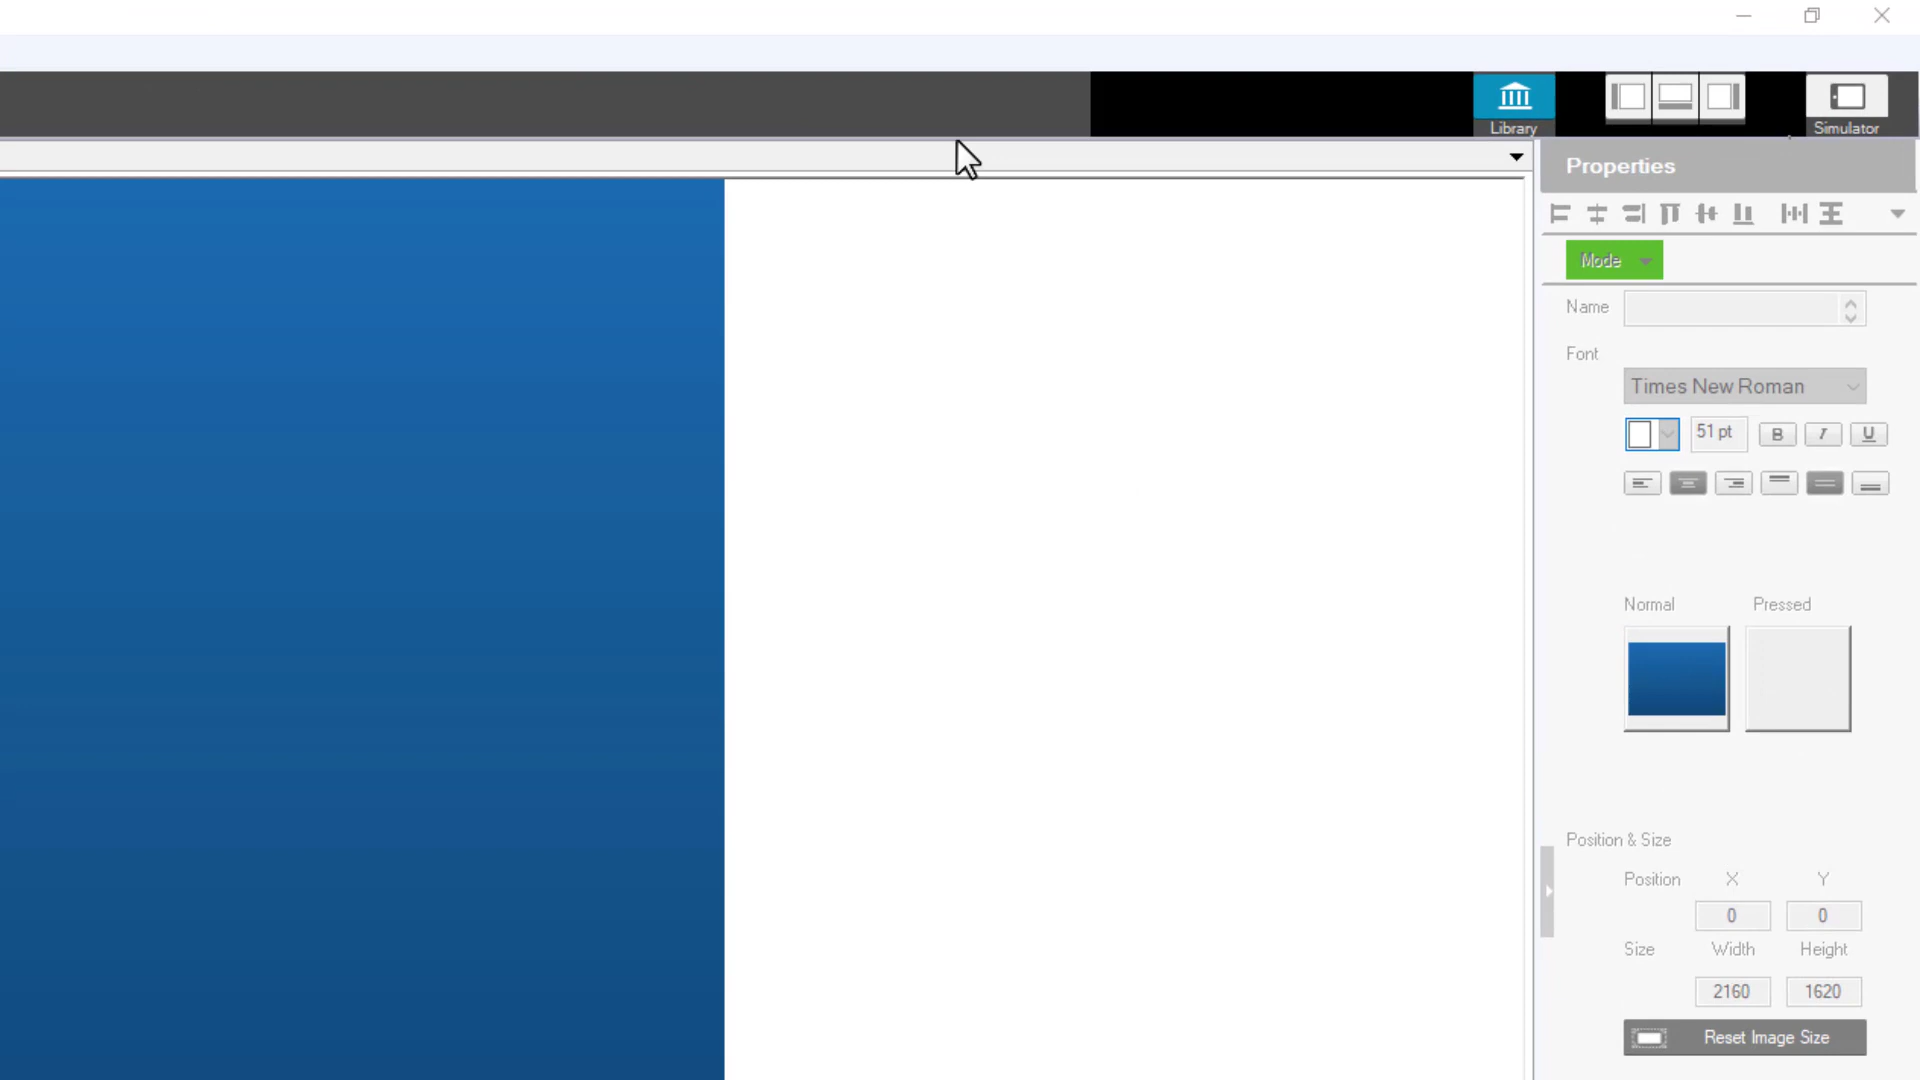 Library
Simulator
Properties
Mode
Name
Font
Times New Roman
51 pt
B I U
Normal Pressed
Position & Size
Position X Y
0 0
Size Width Height
2160 1620
Reset Image Size